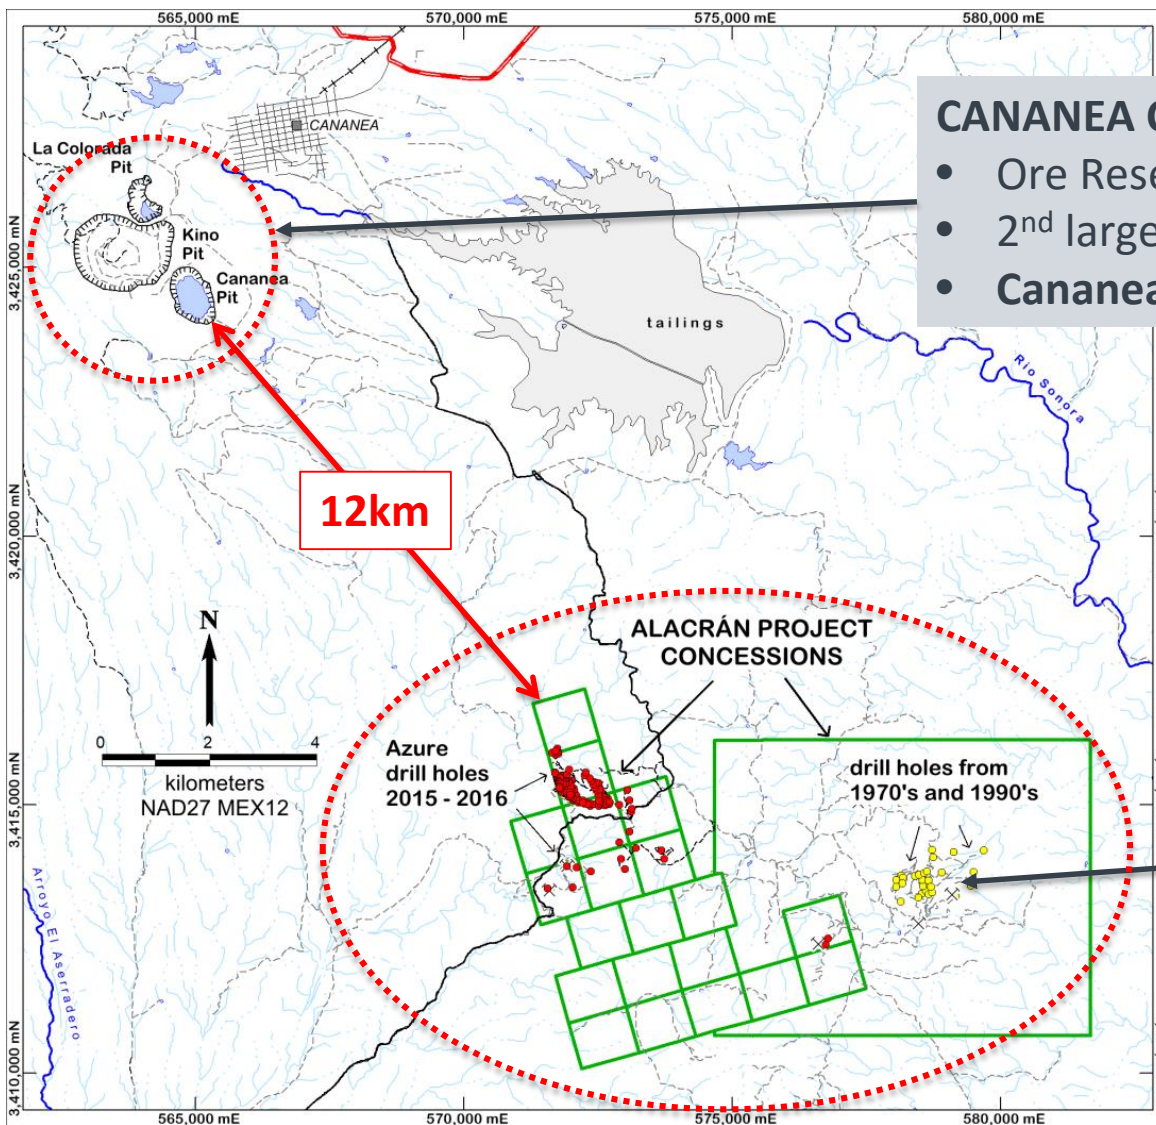 565,000 mE
570,000 mE
575,000 mE
580,000 mE
CANANEA
La Colorada
Pit
Kino
Pit
Cananea
Pit
3,425,000 mN
CANANEA
• Ore
• 2nd
• Cananea
tailings
Río Sonora
12km
3,420,000 mN
N
0 2 4
kilometers
NAD27 MEX12
ALACRÁN PROJECT
CONCESSIONS
Azure
drill holes
2015 - 2016
drill holes from
1970's and 1990's
3,415,000 mN
Arroyo El Aserradero
3,410,000 mN
565,000 mE
570,000 mE
575,000 mE
580,000 mE